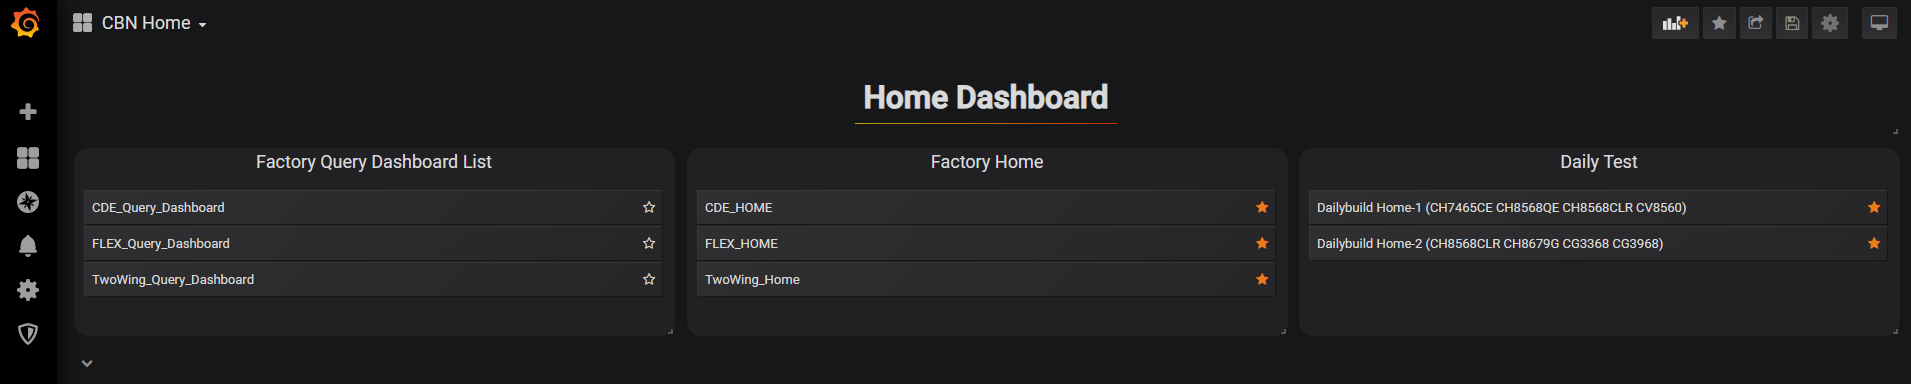 CBN Home
Home Dashboard
Factory Query Dashboard List
CDE_Query_Dashboard
FLEX_Query_Dashboard
TwoWing_Query_Dashboard
Factory Home
CDE_HOME
FLEX_HOME
TwoWing_Home
Daily Test
Dailybuild Home-1 (CH7465CE CH8568QE CH8568CLR CV8560)
Dailybuild Home-2 (CH8568CLR CH8679G CG3368 CG3968)